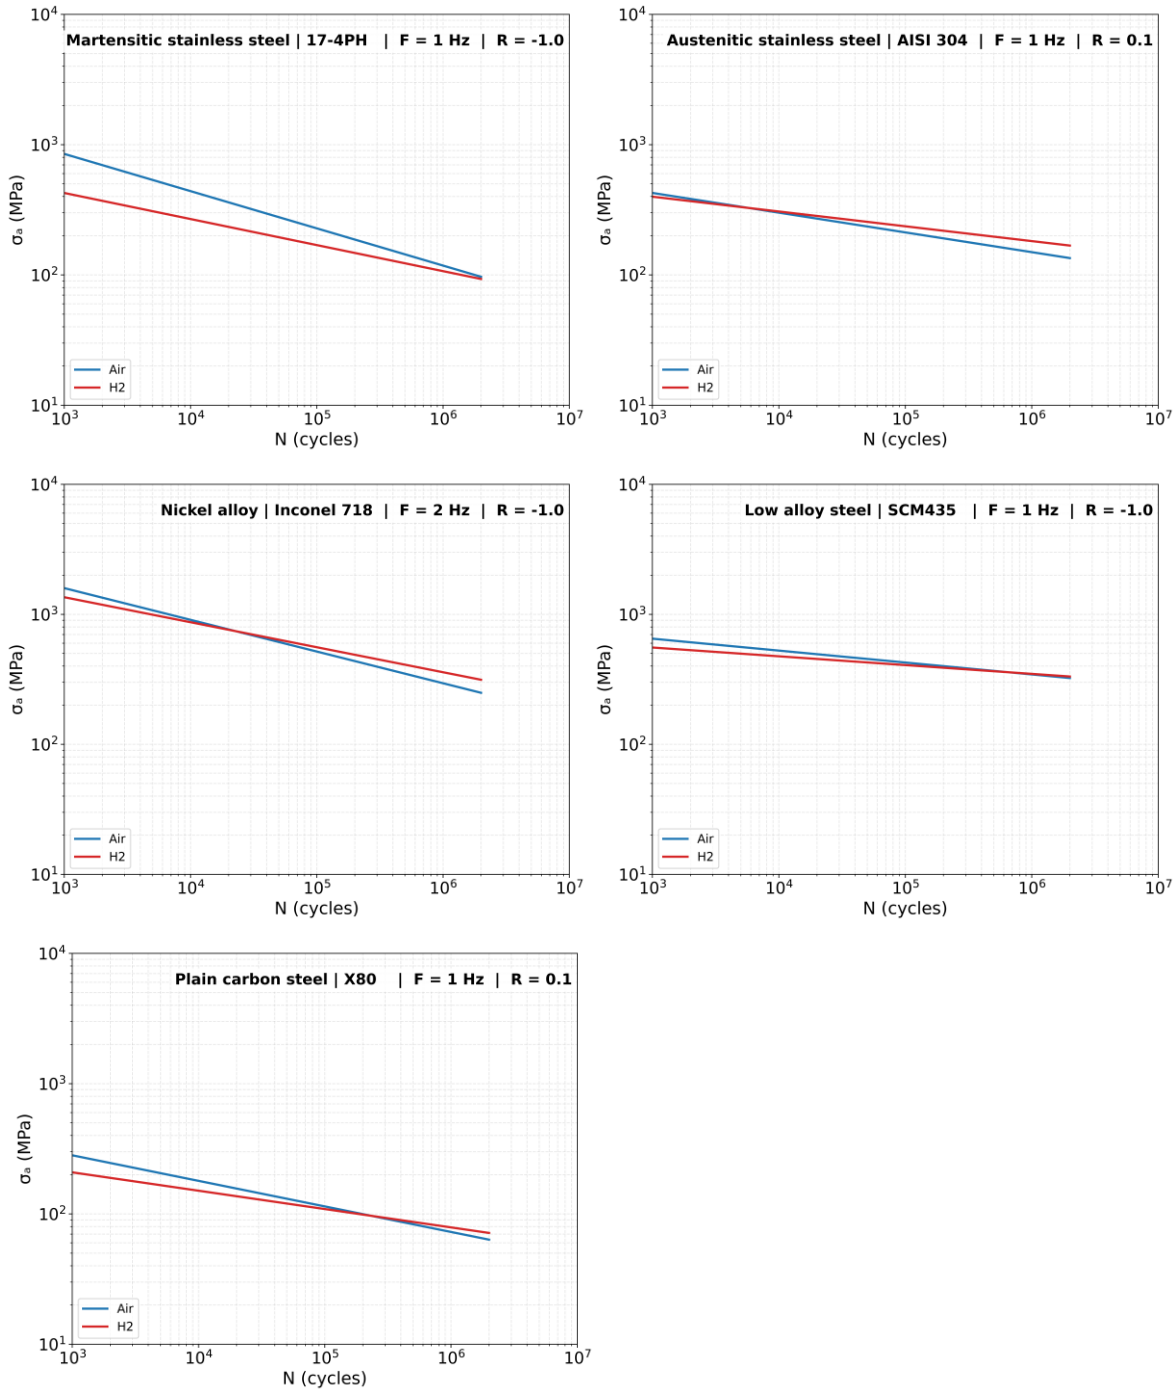 Martensitic stainless steel | 17-4PH | F = 1 Hz | R = -1.0
10⁴
10³
10²
10¹
σₐ (MPa)
Air
H2
10³ 10⁴ 10⁵ 10⁶ 10⁷
N (cycles)
Austenitic stainless steel | AISI 304 | F = 1 Hz | R = 0.1
10⁴
10³
10²
10¹
σₐ (MPa)
Air
H2
10³ 10⁴ 10⁵ 10⁶ 10⁷
N (cycles)
Nickel alloy | Inconel 718 | F = 2 Hz | R = -1.0
10⁴
10³
10²
10¹
σₐ (MPa)
Air
H2
10³ 10⁴ 10⁵ 10⁶ 10⁷
N (cycles)
Low alloy steel | SCM435 | F = 1 Hz | R = -1.0
10⁴
10³
10²
10¹
σₐ (MPa)
Air
H2
10³ 10⁴ 10⁵ 10⁶ 10⁷
N (cycles)
Plain carbon steel | X80 | F = 1 Hz | R = 0.1
10⁴
10³
10²
10¹
σₐ (MPa)
Air
H2
10³ 10⁴ 10�5 10⁶ 10⁷
N (cycles)